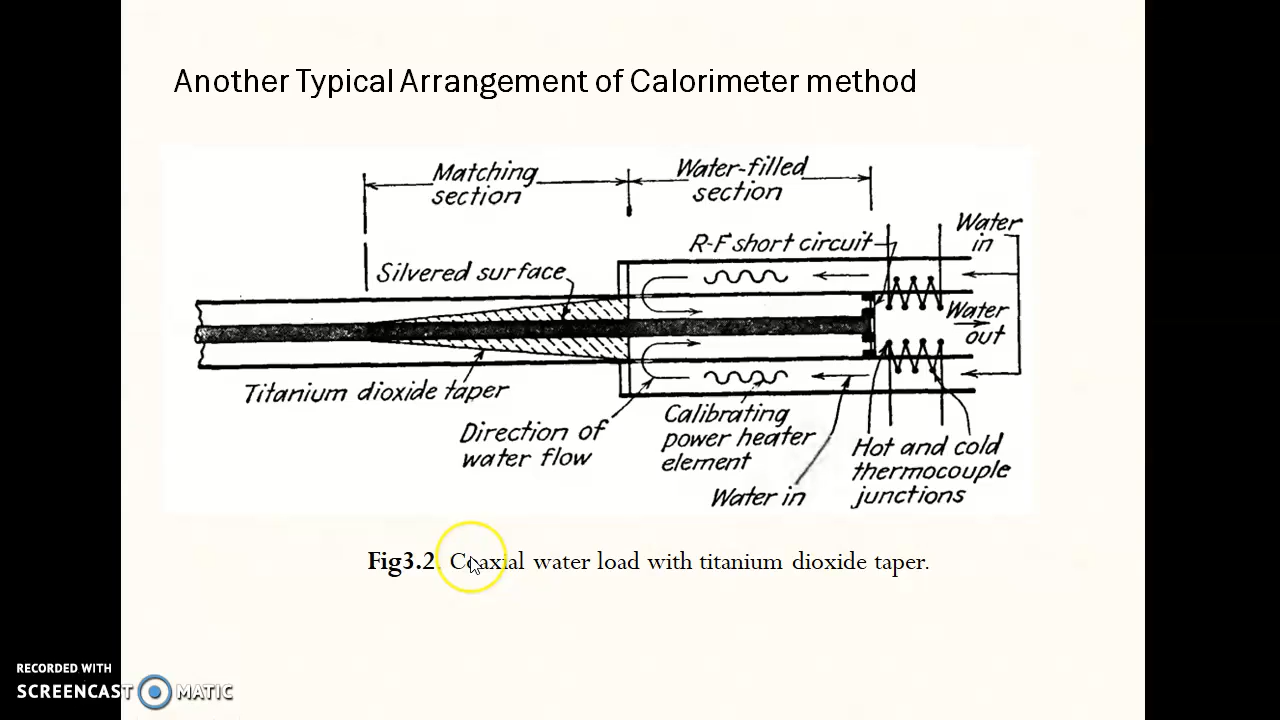 Another Typical Arrangement of Calorimeter method
Matching
section
Water-filled
section
Water
in
R-F short circuit
Silvered surface
Water
out
Titanium dioxide taper
Direction of
water flow
Calibrating
power heater
element
Water in
Hot and cold
thermocouple
junctions
Fig3.2. Coaxial water load with titanium dioxide taper.
RECORDED WITH
SCREENCAST MATIC